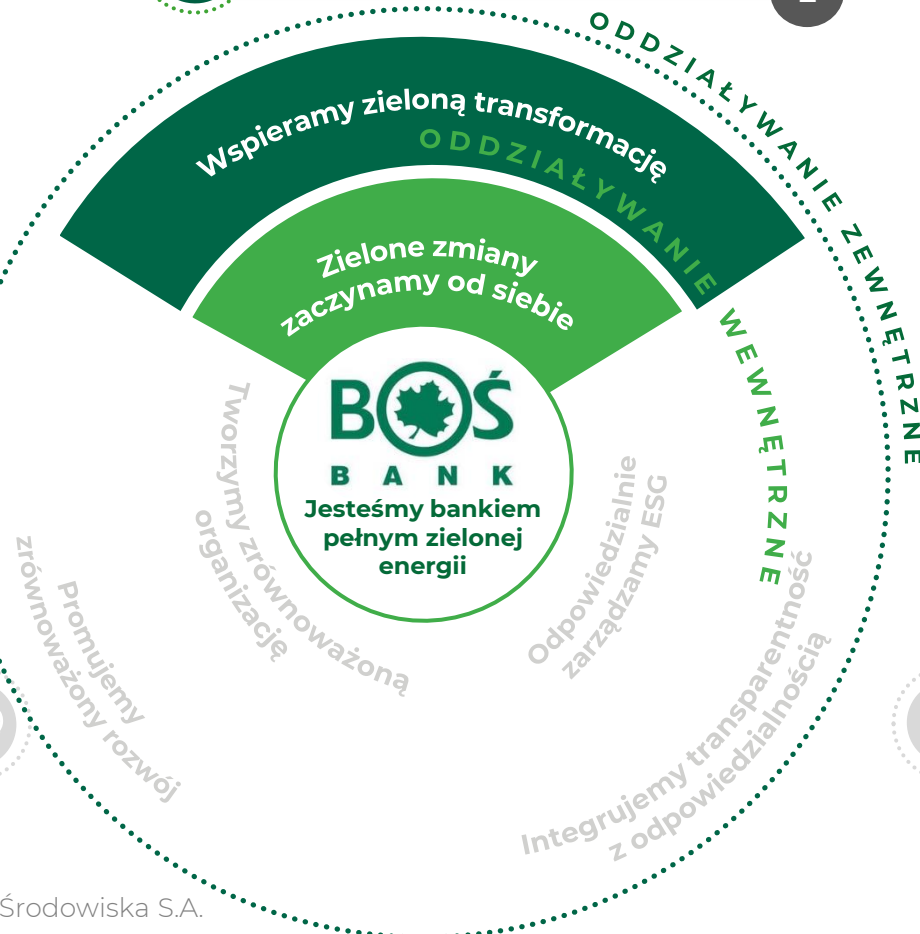 ODDZIAŁYWANIE ZEWNĘTRZNE
Wspieramy zieloną transformację
ODDZIAŁYWANIE WEWNĘTRZNE
Zielone zmiany
zaczynamy od siebie
BOŚ
BANK
Jesteśmy bankiem
pełnym zielonej
energii
Tworzymy zrównoważoną
organizację
Odpowiedzialnie
zarządzamy ESG
Promujemy
zrównoważony rozwój
Integrujemy transparentność
z odpowiedzialnością
Środowiska S.A.